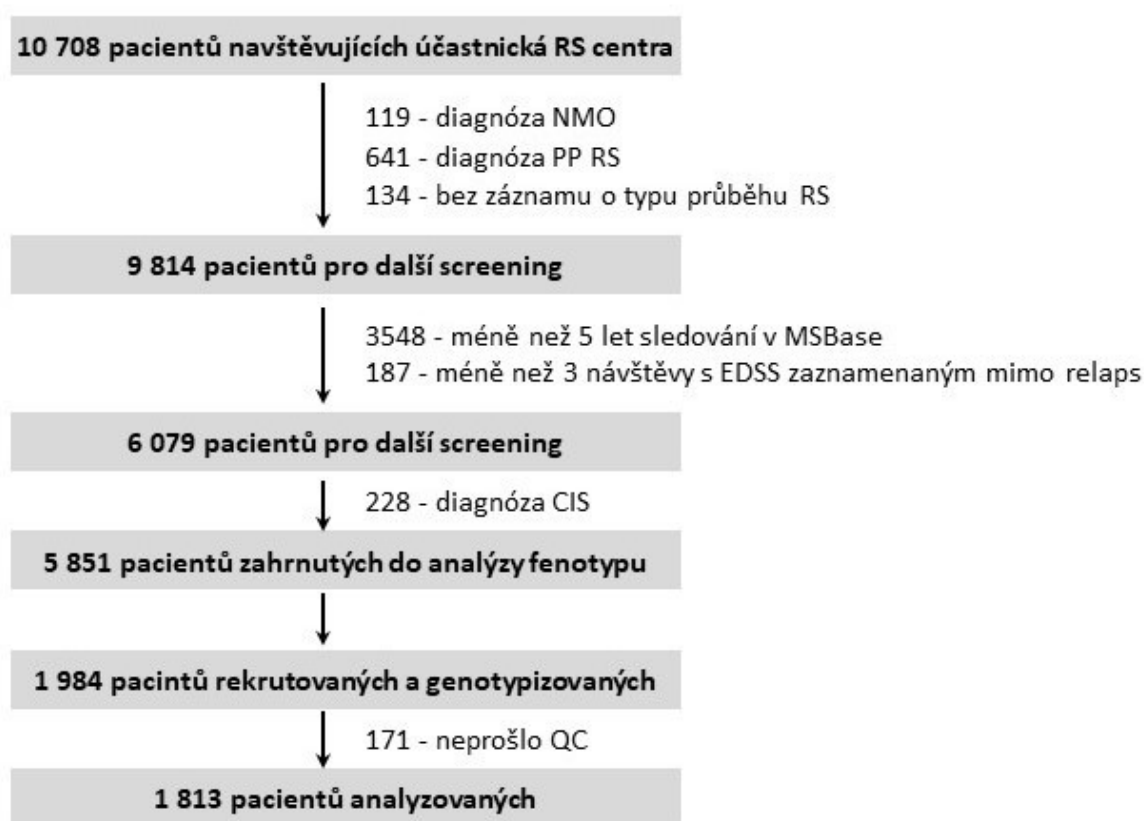 10 708 pacientů navštěvujících účastnická RS centra
119 - diagnóza NMO
641 - diagnóza PP RS
134 - bez záznamu o typu průběhu RS
9 814 pacientů pro další screening
3548 - méně než 5 let sledování v MSBase
187 - méně než 3 návštěvy s EDSS zaznamenaným mimo relaps
6 079 pacientů pro další screening
228 - diagnóza CIS
5 851 pacientů zahrnutých do analýzy fenotypu
1 984 pacintů rekrutovaných a genotypizovaných
171 - neprošlo QC
1 813 pacientů analyzovaných